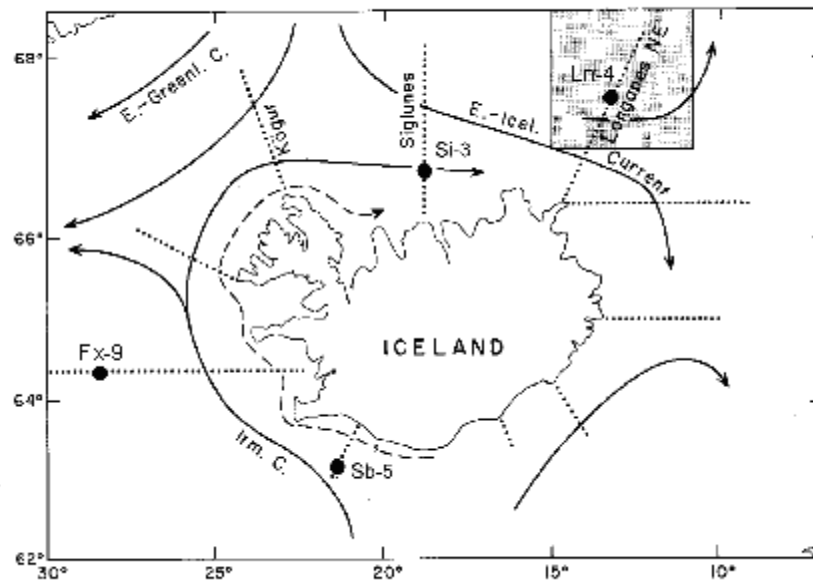 68°
66°
64°
62°
30°
25°
20°
15°
10°
E.-Greenl. C.
Kögur
Siglunes
Si-3
E.-Icel.
Current
Ln-4
Langanes NE
ICELAND
Fx-9
Irm. C.
Sb-5